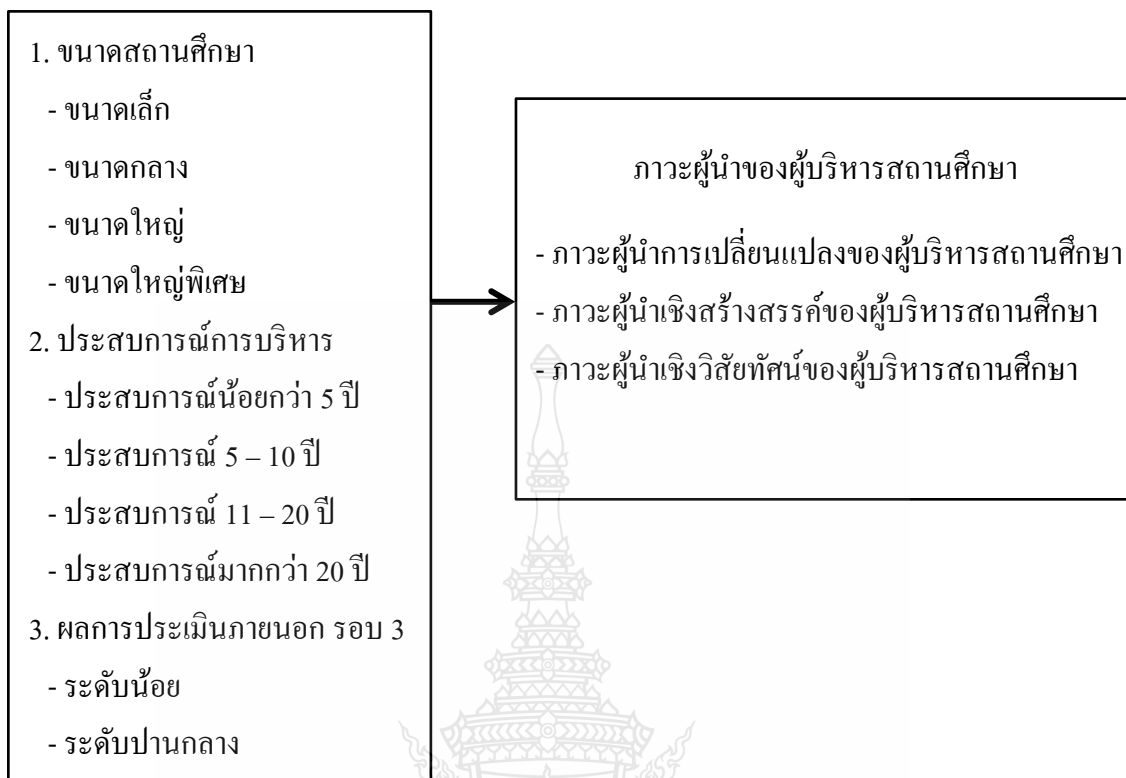 1. ขนาดสถานศึกษา
- ขนาดเล็ก
- ขนาดกลาง
- ขนาดใหญ่
- ขนาดใหญ่พิเศษ
2. ประสบการณ์การบริหาร
- ประสบการณ์น้อยกว่า 5 ปี
- ประสบการณ์ 5 – 10 ปี
- ประสบการณ์ 11 – 20 ปี
- ประสบการณ์มากกว่า 20 ปี
3. ผลการประเมินภายนอก รอบ 3
- ระดับน้อย
- ระดับปานกลาง
ภาวะผู้นำของผู้บริหารสถานศึกษา
- ภาวะผู้นำการเปลี่ยนแปลงของผู้บริหารสถานศึกษา
- ภาวะผู้นำเชิงสร้างสรรค์ของผู้บริหารสถานศึกษา
- ภาวะผู้นำเชิงวิสัยทัศน์ของผู้บริหารสถานศึกษา